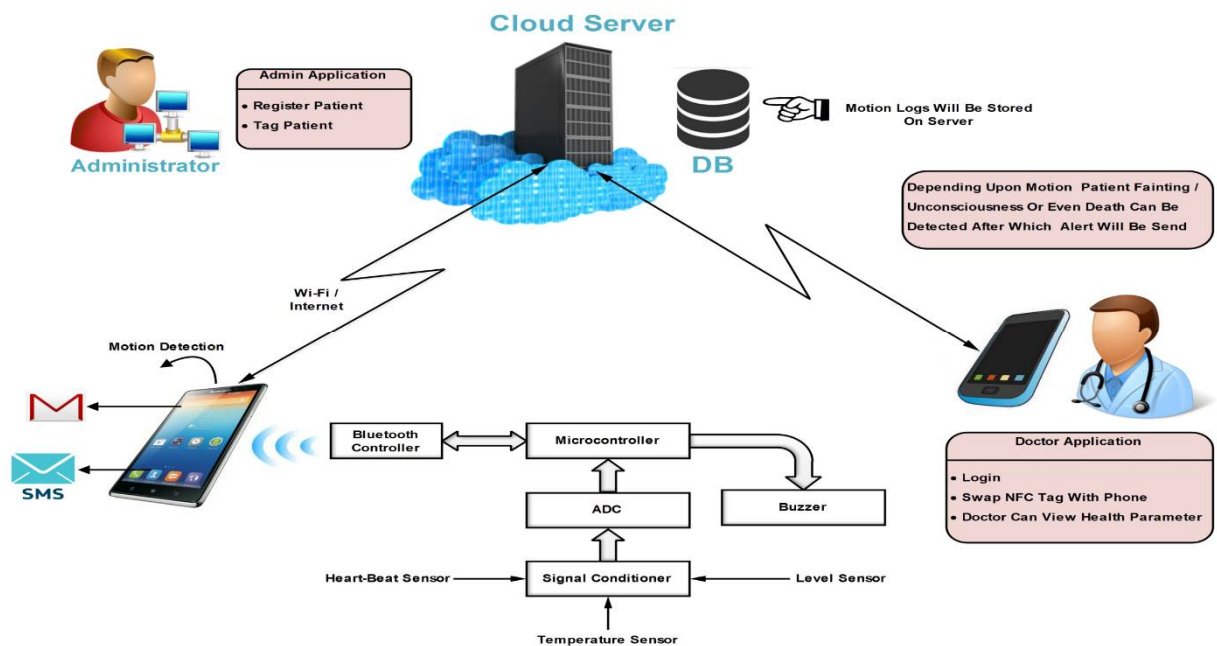 Cloud Server
Admin Application
• Register Patient
• Tag Patient
Administrator
DB
Motion Logs Will Be Stored
On Server
Depending Upon Motion Patient Fainting /
Unconsciousness Or Even Death Can Be
Detected After Which Alert Will Be Send
Wi-Fi /
Internet
Motion Detection
SMS
Bluetooth
Controller
Microcontroller
ADC
Buzzer
Heart-Beat Sensor
Signal Conditioner
Level Sensor
Temperature Sensor
Doctor Application
• Login
• Swap NFC Tag With Phone
• Doctor Can View Health Parameter